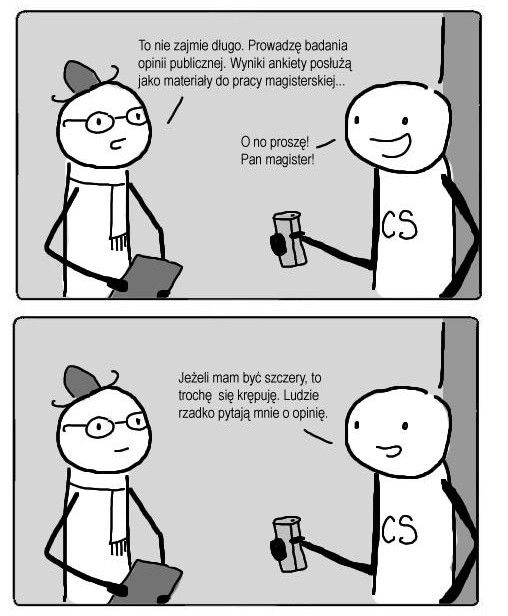 To nie zajmie długo. Prowadzę badania
opinii publicznej. Wyniki ankiety posłużą
jako materiały do pracy magisterskiej...
O no proszę!
Pan magister!
CS
Jeżeli mam być szczery, to
trochę się krępuję. Ludzie
rzadko pytają mnie o opinię.
CS